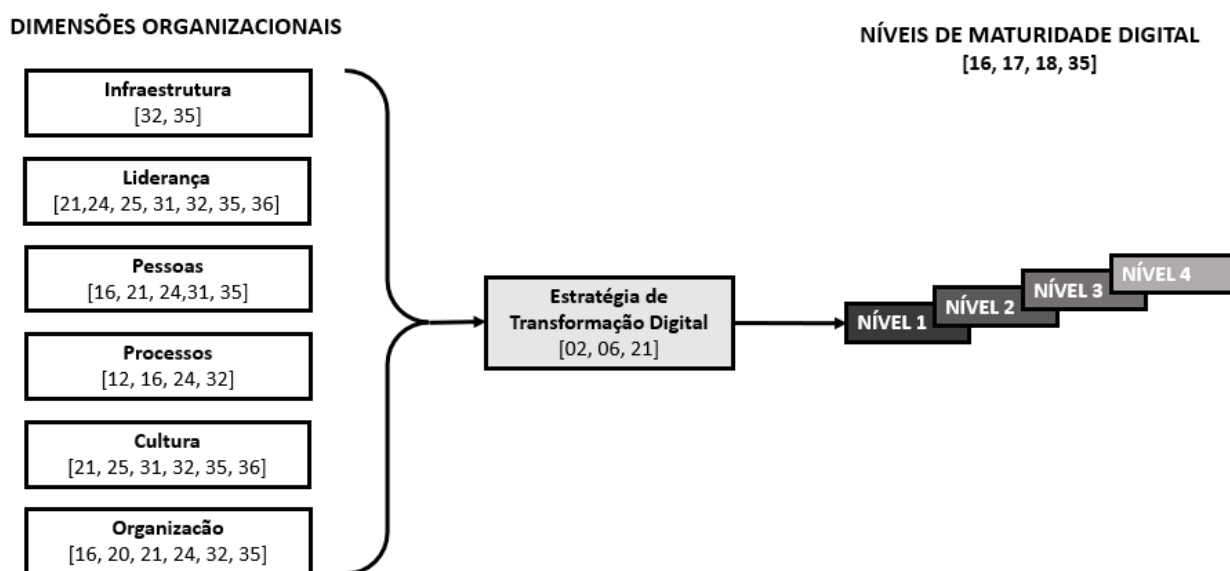 DIMENSÕES ORGANIZACIONAIS
Infraestrutura
[32, 35]
Liderança
[21,24, 25, 31, 32, 35, 36]
Pessoas
[16, 21, 24,31, 35]
Processos
[12, 16, 24, 32]
Cultura
[21, 25, 31, 32, 35, 36]
Organizacão
[16, 20, 21, 24, 32, 35]
Estratégia de
Transformação Digital
[02, 06, 21]
NÍVEIS DE MATURIDADE DIGITAL
[16, 17, 18, 35]
NÍVEL 1
NÍVEL 2
NÍVEL 3
NÍVEL 4